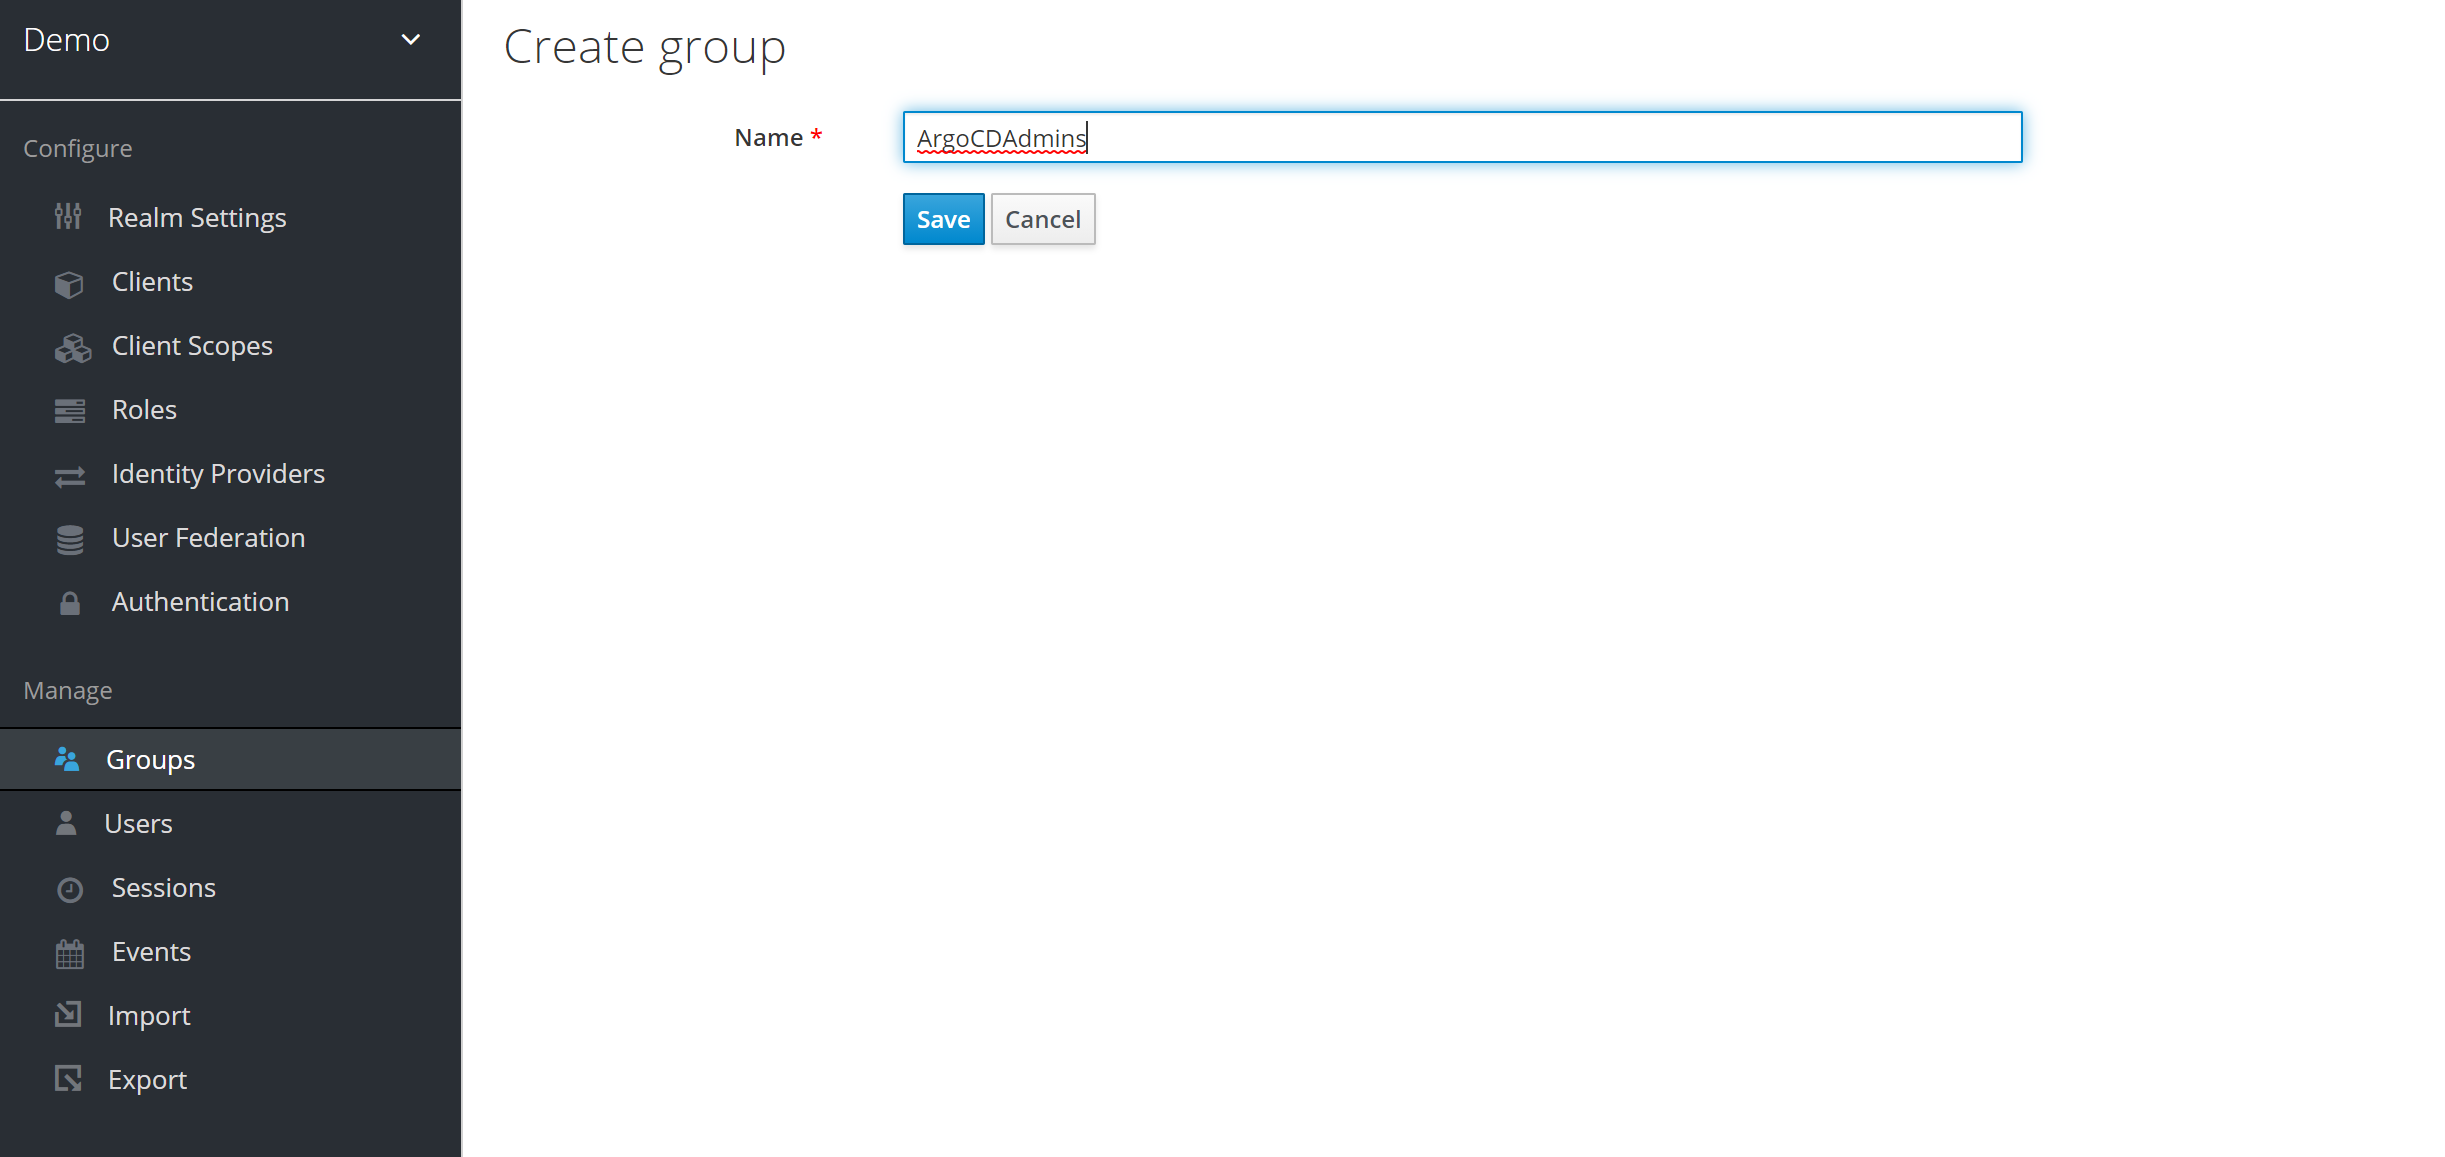 Demo
Configure
Realm Settings
Clients
Client Scopes
Roles
Identity Providers
User Federation
Authentication
Manage
Groups
Users
Sessions
Events
Import
Export
Create group
Name *
ArgoCDAdmins
Save
Cancel